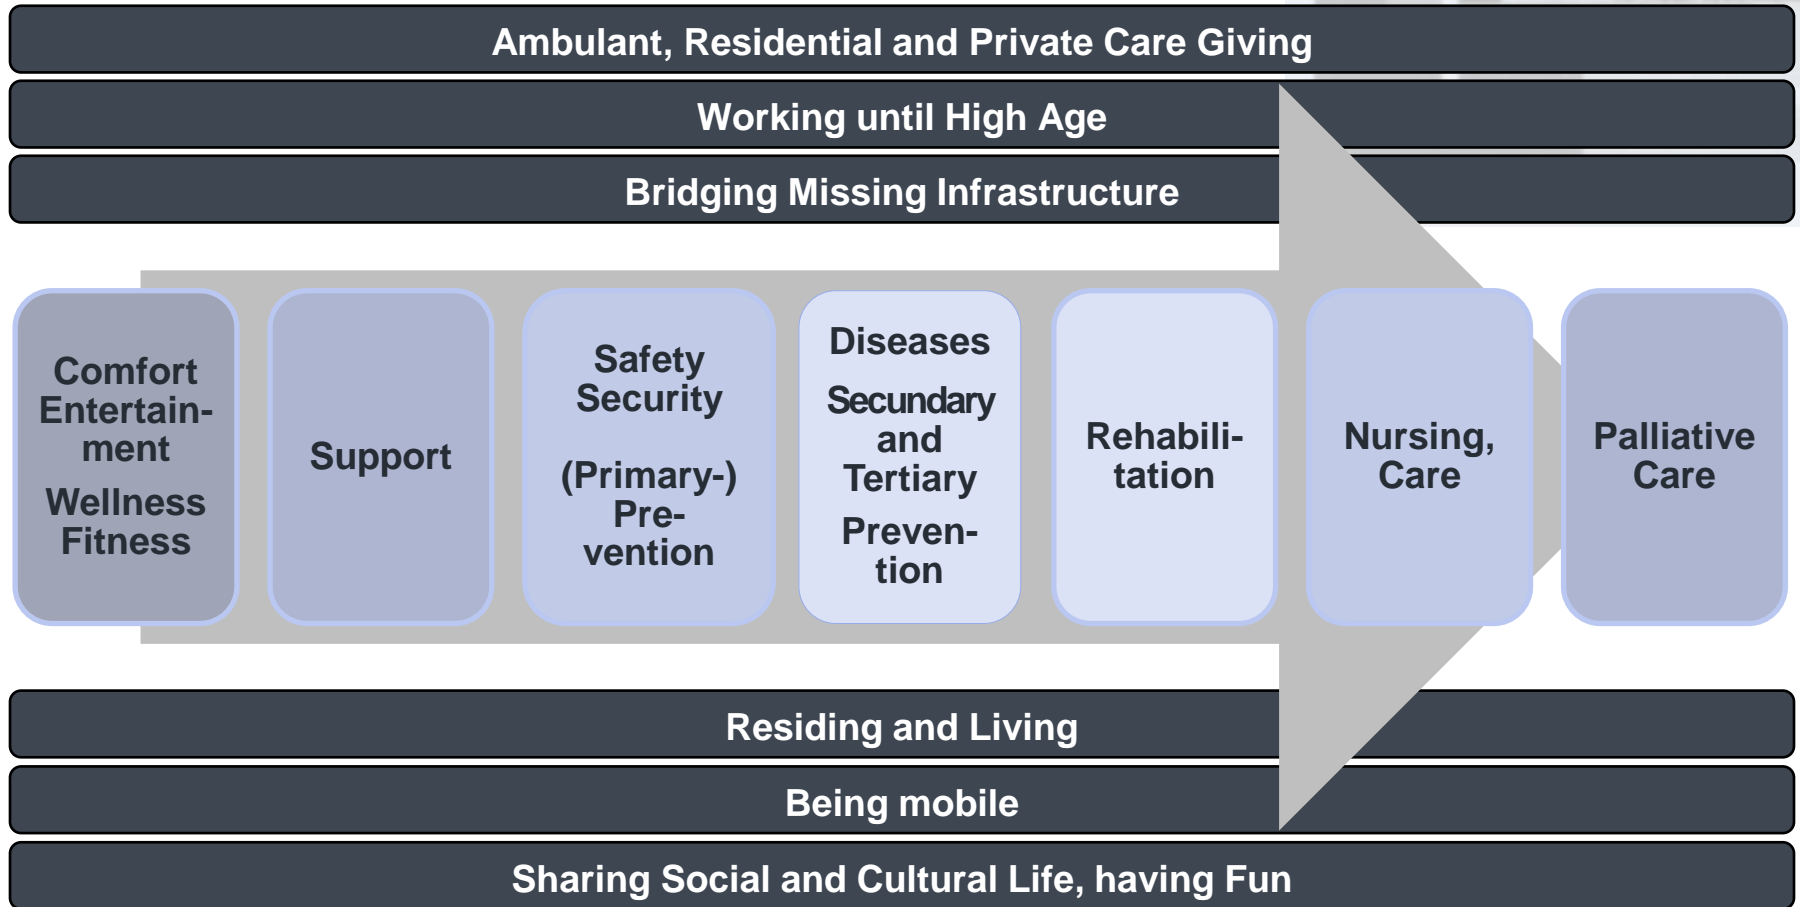 Ambulant, Residential and Private Care Giving
Working until High Age
Bridging Missing Infrastructure
Comfort
Entertain-
ment
Wellness
Fitness
Support
Safety
Security
(Primary-)
Pre-
vention
Diseases
Secundary
and
Tertiary
Preven-
tion
Rehabili-
tation
Nursing,
Care
Palliative
Care
Residing and Living
Being mobile
Sharing Social and Cultural Life, having Fun